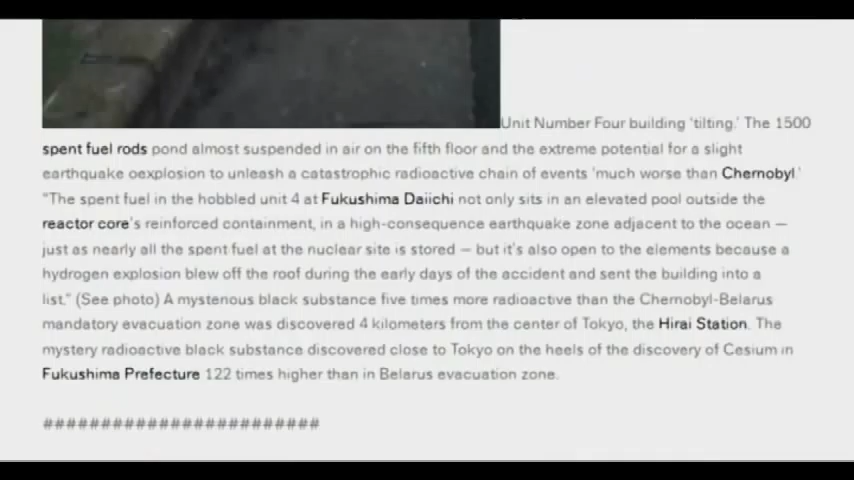 Unit Number Four building 'tilting.' The 1500
spent fuel rods pond almost suspended in air on the fifth floor and the extreme potential for a slight
earthquake oexplosion to unleash a catastrophic radioactive chain of events 'much worse than Chernobyl.'
"The spent fuel in the hobbled unit 4 at Fukushima Daiichi not only sits in an elevated pool outside the
reactor core's reinforced containment, in a high-consequence earthquake zone adjacent to the ocean —
just as nearly all the spent fuel at the nuclear site is stored — but it's also open to the elements because a
hydrogen explosion blew off the roof during the early days of the accident and sent the building into a
list." (See photo) A mysterious black substance five times more radioactive than the Chernobyl-Belarus
mandatory evacuation zone was discovered 4 kilometers from the center of Tokyo, the Hirai Station. The
mystery radioactive black substance discovered close to Tokyo on the heels of the discovery of Cesium in
Fukushima Prefecture 122 times higher than in Belarus evacuation zone.
########################